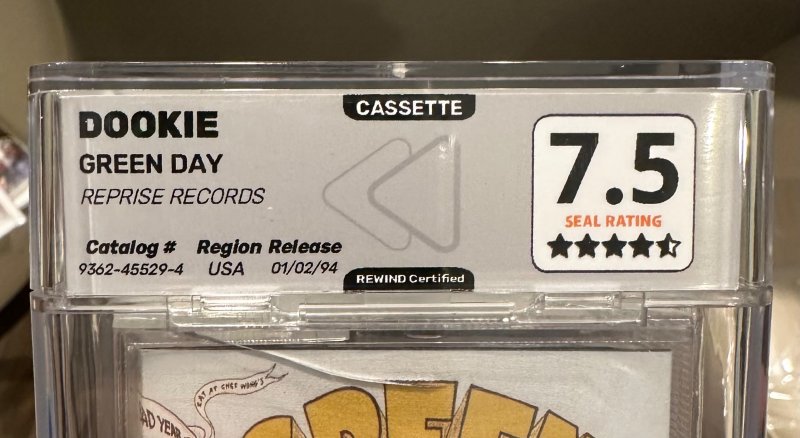 CASSETTE
DOOKIE
GREEN DAY
REPRISE RECORDS
Catalog # Region Release
9362-45529-4 USA 01/02/94
REWIND Certified
7.5
SEAL RATING
EAT AT CHEF WONG'S
GREEN